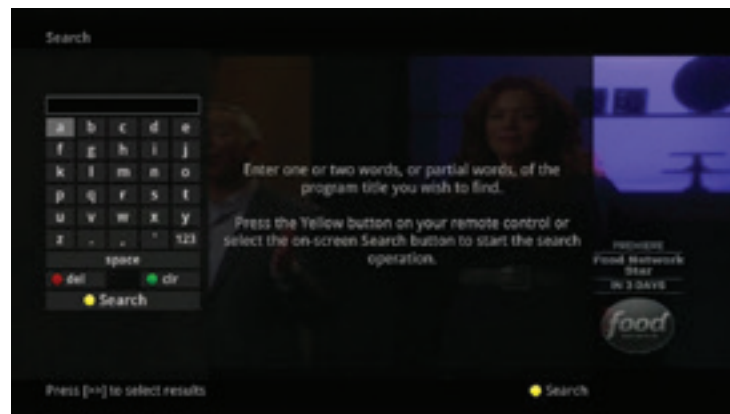 Search
a b c d e
f g h i j
k l m n o
p q r s t
u v w x y
z - . ' 123
space
del clr
Search
Enter one or two words, or partial words, of the
program title you wish to find.
Press the Yellow button on your remote control or
select the on-screen Search button to start the search
operation.
PREMIERE
Food Network
Star
IN 3 DAYS
food
Press [>>] to select results
Search